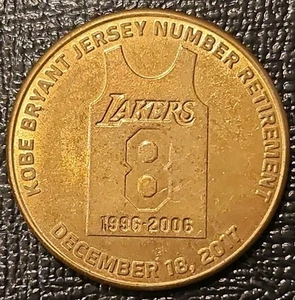 KOBE BRYANT JERSEY NUMBER RETIREMENT
LAKERS
8
1996-2006
DECEMBER 18, 2017